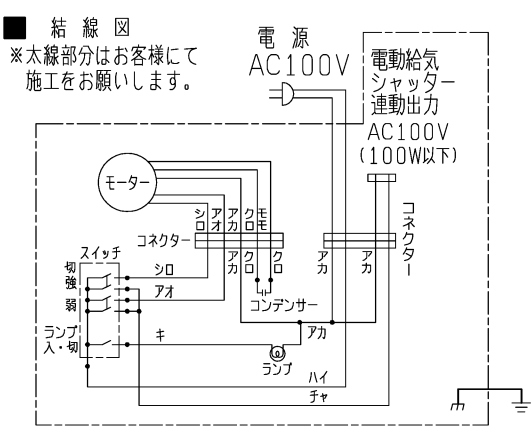 ■ 結線図
※太線部分はお客様にて
施工をお願いします。
電源
AC100V
電動給気
シャッター
連動出力
AC100V
(100W以下)
モーター
シロ
アオ
アカ
クロ
モモ
コネクター
アカ
クロ
クロ
アカ
アカ
コネクター
スイッチ
切
強
弱
シロ
アオ
コンデンサー
ランプ
入・切
キ
アカ
ランプ
ハイ
チャ